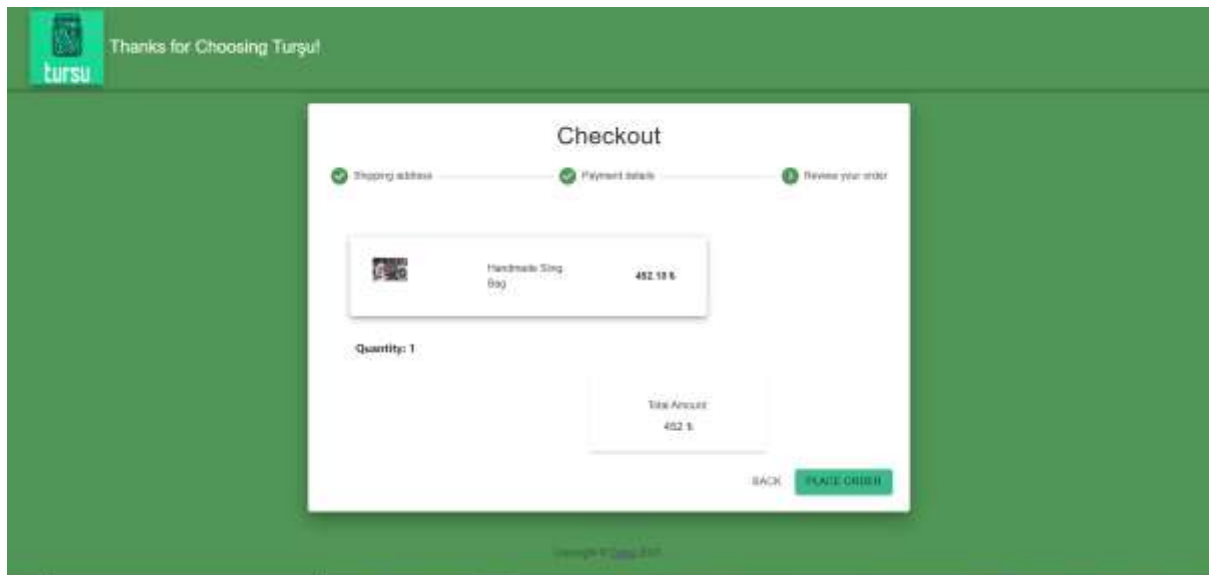 tursu
Thanks for Choosing Turşu!
Checkout
Shipping address
Payment details
Review your order
Handmade Sling
Bag
452.10 ₺
Quantity: 1
Total Amount
452 ₺
BACK
PLACE ORDER
Copyright ©